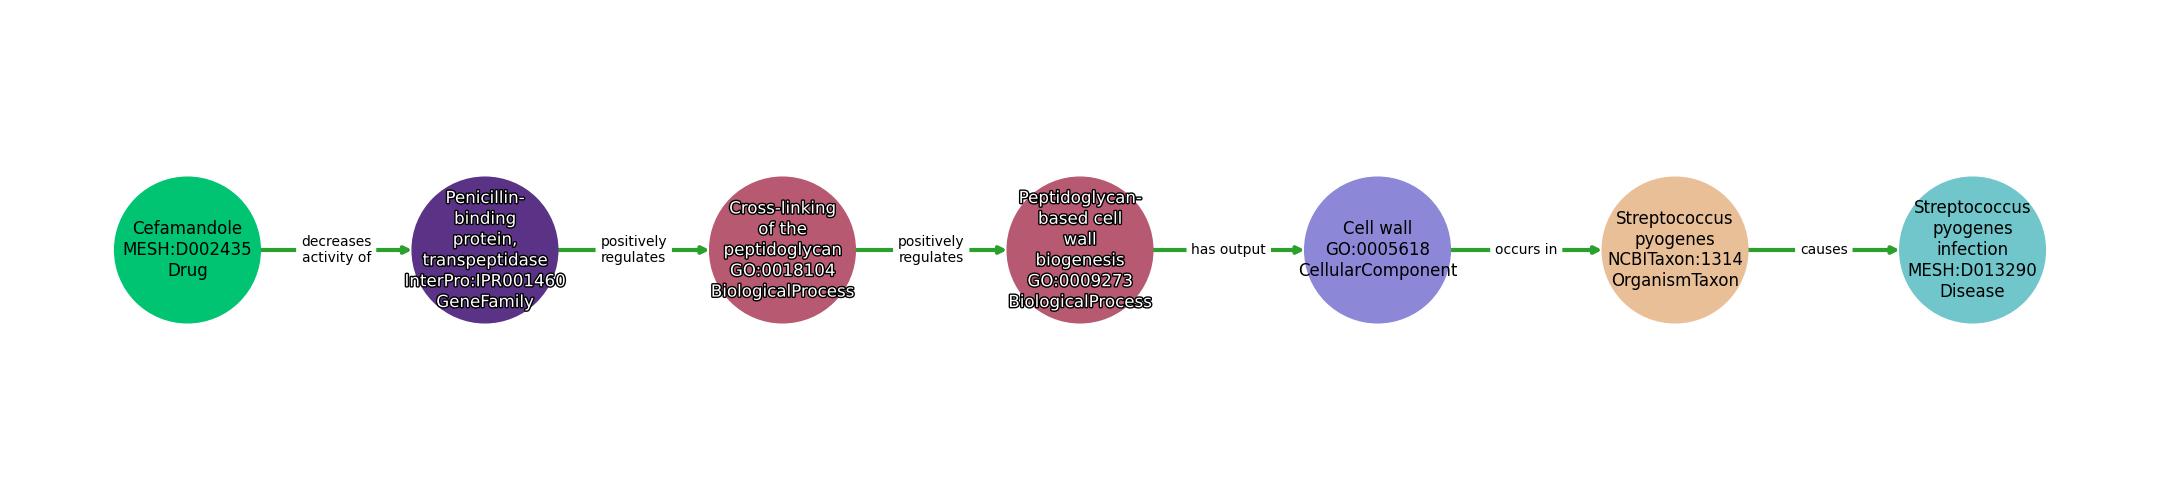 Cefamandole
MESH:D002435
Drug
decreases
activity of
Penicillin-
binding
protein,
transpeptidase
InterPro:IPR001460
GeneFamily
positively
regulates
Cross-linking
of the
peptidoglycan
GO:0018104
BiologicalProcess
positively
regulates
Peptidoglycan-
based cell
wall
biogenesis
GO:0009273
BiologicalProcess
has output
Cell wall
GO:0005618
CellularComponent
occurs in
Streptococcus
pyogenes
NCBITaxon:1314
OrganismTaxon
causes
Streptococcus
pyogenes
infection
MESH:D013290
Disease